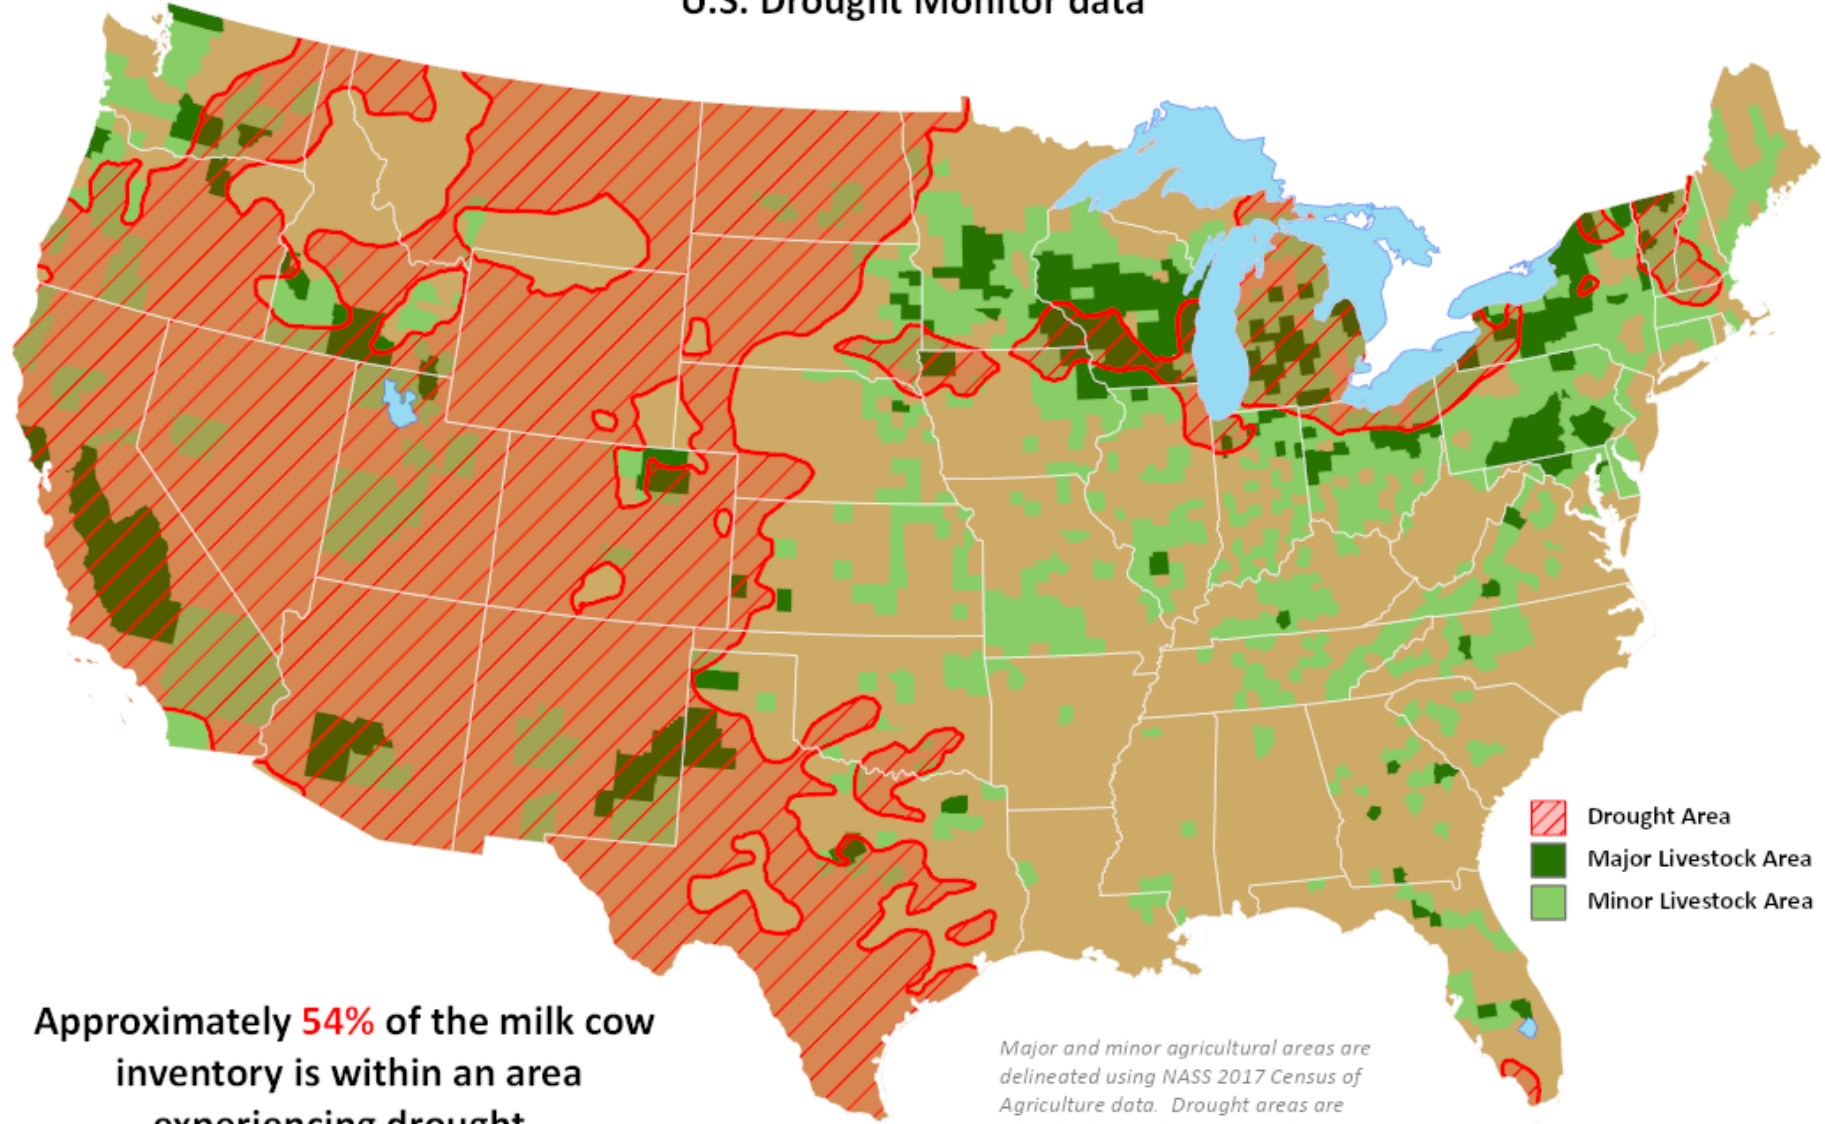 U.S. Drought Monitor data
Drought Area
Major Livestock Area
Minor Livestock Area
Approximately 54% of the milk cow
inventory is within an area
experiencing drought
Major and minor agricultural areas are
delineated using NASS 2017 Census of
Agriculture data. Drought areas are